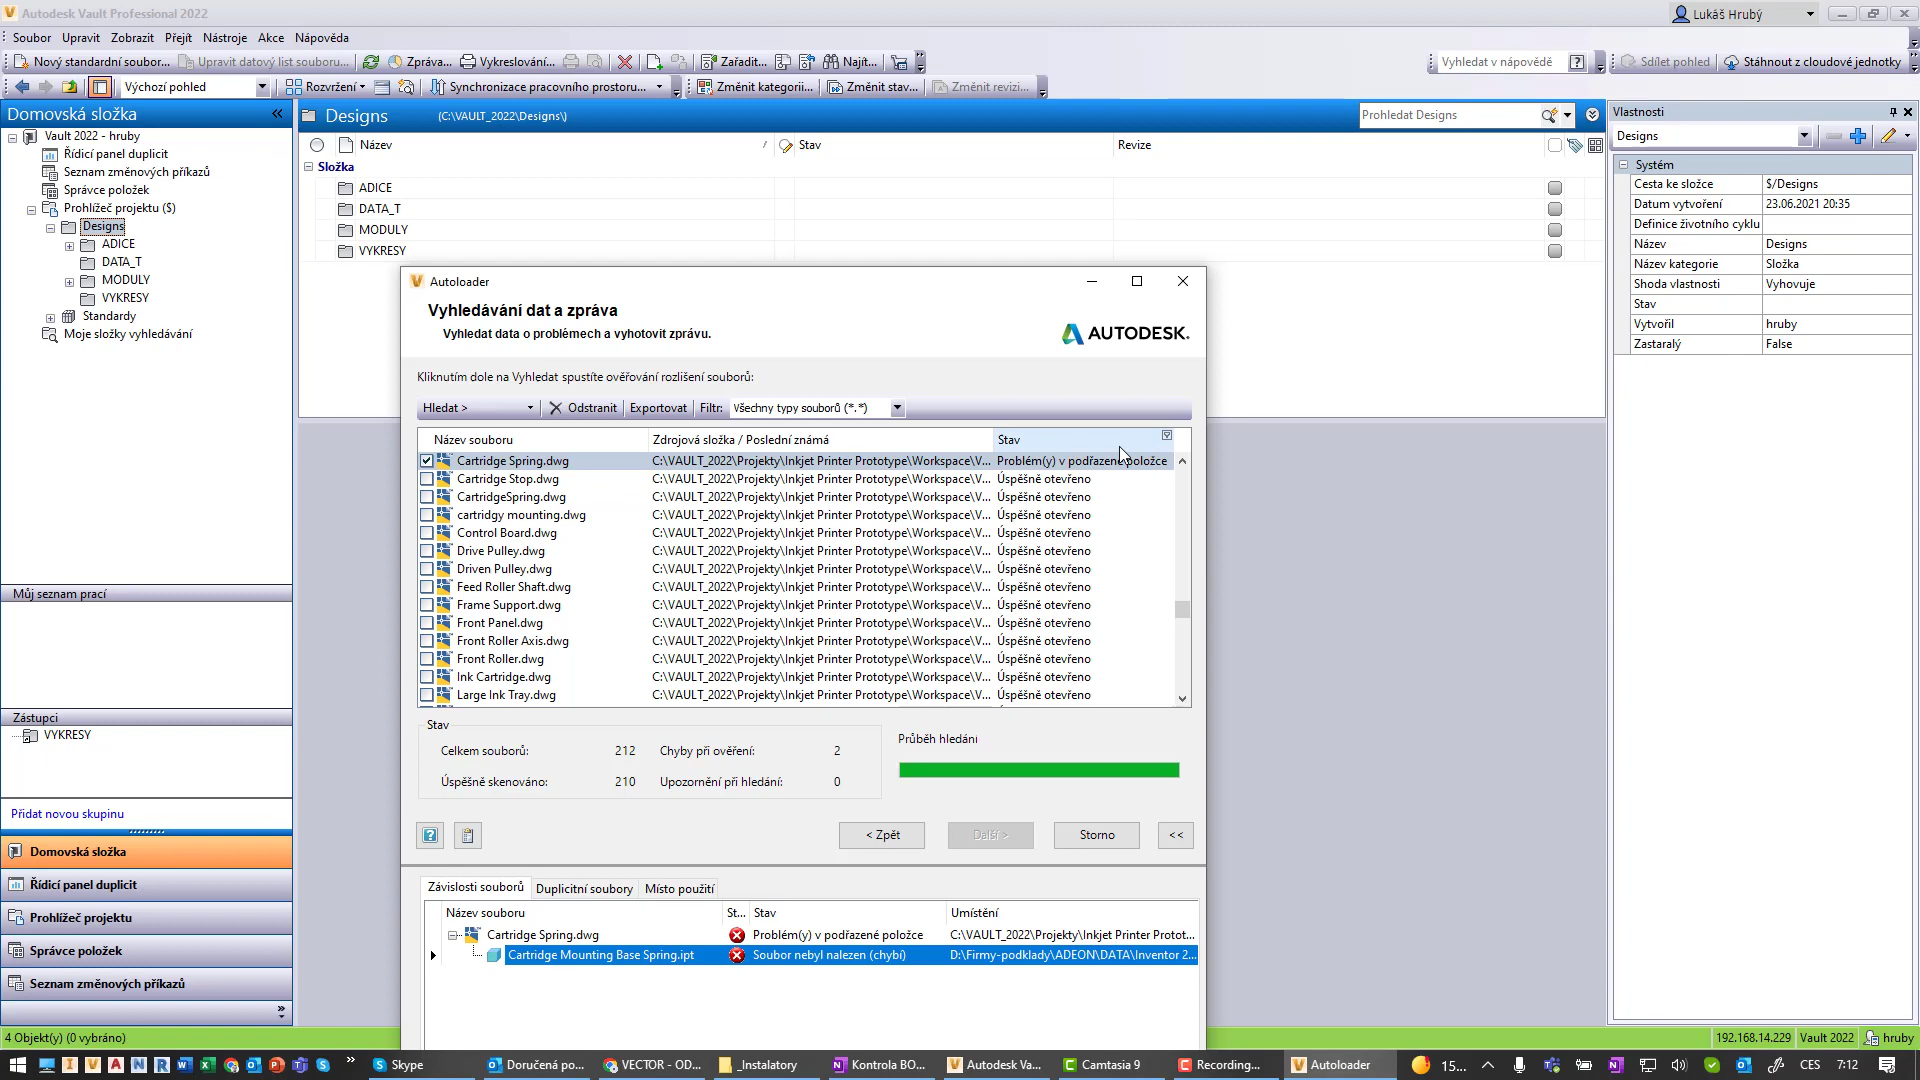 Autodesk Vault Professional 2022
Lukáš Hrubý
Soubor Upravit Zobrazit Přejít Nástroje Akce Nápověda
Nový standardní soubor... Upravit datový list souboru... Zpráva... Vykreslování... Zařadit... Najít... Vyhledat v nápovědě Sdílet pohled Stáhnout z cloudové jednotky
Výchozí pohled Rozvržení Synchronizace pracovního prostoru... Změnit kategorii... Změnit stav... Změnit revizi...
Domovská složka «
Vault 2022 - hruby
Řídicí panel duplicit
Seznam změnových příkazů
Správce položek
Prohlížeč projektu ($)
Designs
ADICE
DATA_T
MODULY
VYKRESY
Standardy
Moje složky vyhledávání
Můj seznam prací
Zástupci
VYKRESY
Přidat novou skupinu
Domovská složka
Řídicí panel duplicit
Prohlížeč projektu
Správce položek
Seznam změnových příkazů
Designs (C:\VAULT_2022\Designs\)
Prohledat Designs
Název Stav Revize
Složka
ADICE
DATA_T
MODULY
VYKRESY
Vlastnosti
Designs
Systém
Cesta ke složce $/Designs
Datum vytvoření 23.06.2021 20:35
Definice životního cyklu
Název Designs
Název kategorie Složka
Shoda vlastnosti Vyhovuje
Stav
Vytvořil hruby
Zastaralý False
Autoloader
Vyhledávání dat a zpráva
Vyhledat data o problémech a vyhotovit zprávu.
AUTODESK.
Kliknutím dole na Vyhledat spustíte ověřování rozlišení souborů:
Hledat > Odstranit Exportovat Filtr: Všechny typy souborů (*.*)
Název souboru Zdrojová složka / Poslední známá Stav
Cartridge Spring.dwg C:\VAULT_2022\Projekty\Inkjet Printer Prototype\Workspace\V... Problém(y) v podřazené položce
Cartridge Stop.dwg C:\VAULT_2022\Projekty\Inkjet Printer Prototype\Workspace\V... Úspěšně otevřeno
CartridgeSpring.dwg C:\VAULT_2022\Projekty\Inkjet Printer Prototype\Workspace\V... Úspěšně otevřeno
cartridgy mounting.dwg C:\VAULT_2022\Projekty\Inkjet Printer Prototype\Workspace\V... Úspěšně otevřeno
Control Board.dwg C:\VAULT_2022\Projekty\Inkjet Printer Prototype\Workspace\V... Úspěšně otevřeno
Drive Pulley.dwg C:\VAULT_2022\Projekty\Inkjet Printer Prototype\Workspace\V... Úspěšně otevřeno
Driven Pulley.dwg C:\VAULT_2022\Projekty\Inkjet Printer Prototype\Workspace\V... Úspěšně otevřeno
Feed Roller Shaft.dwg C:\VAULT_2022\Projekty\Inkjet Printer Prototype\Workspace\V... Úspěšně otevřeno
Frame Support.dwg C:\VAULT_2022\Projekty\Inkjet Printer Prototype\Workspace\V... Úspěšně otevřeno
Front Panel.dwg C:\VAULT_2022\Projekty\Inkjet Printer Prototype\Workspace\V... Úspěšně otevřeno
Front Roller Axis.dwg C:\VAULT_2022\Projekty\Inkjet Printer Prototype\Workspace\V... Úspěšně otevřeno
Front Roller.dwg C:\VAULT_2022\Projekty\Inkjet Printer Prototype\Workspace\V... Úspěšně otevřeno
Ink Cartridge.dwg C:\VAULT_2022\Projekty\Inkjet Printer Prototype\Workspace\V... Úspěšně otevřeno
Large Ink Tray.dwg C:\VAULT_2022\Projekty\Inkjet Printer Prototype\Workspace\V... Úspěšně otevřeno
Stav
Celkem souborů: 212 Chyby při ověření: 2
Úspěšně skenováno: 210 Upozornění při hledání: 0
Průběh hledání
< Zpět Další > Storno <<
Závislosti souborů Duplicitní soubory Místo použití
Název souboru St... Stav Umístění
Cartridge Spring.dwg Problém(y) v podřazené položce C:\VAULT_2022\Projekty\Inkjet Printer Protot...
Cartridge Mounting Base Spring.ipt Soubor nebyl nalezen (chybí) D:\Firmy-podklady\ADEON\DATA\Inventor 2...
4 Objekt(y) (0 vybráno) 192.168.14.229 Vault 2022 hruby
Skype Doručená po... VECTOR - OD... _Instalatory Kontrola BO... Autodesk Va... Camtasia 9 Recording... Autoloader 15... CES 7:12